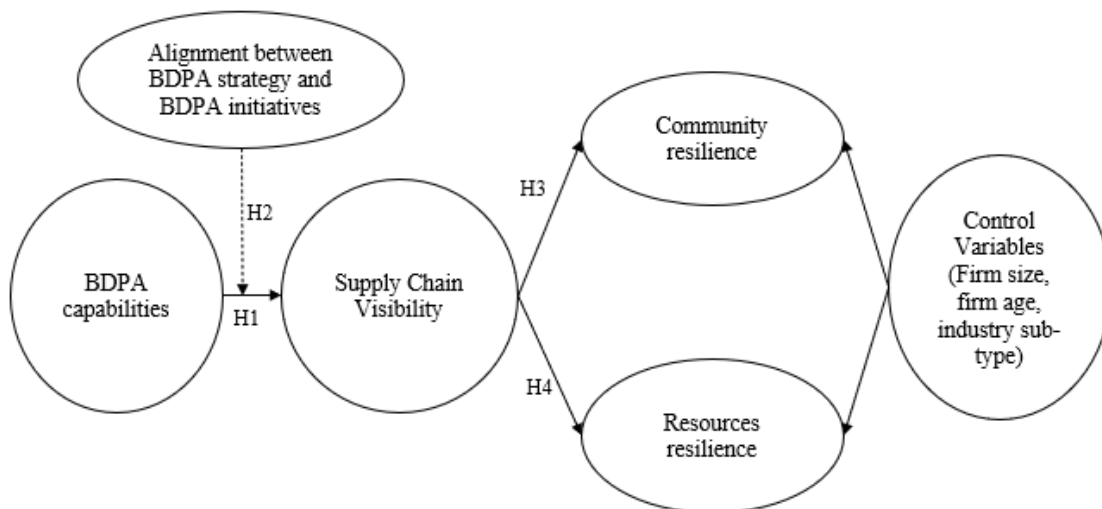 Alignment between
BDPA strategy and
BDPA initiatives
H2
BDPA
capabilities
H1
Supply Chain
Visibility
H3
H4
Community
resilience
Resources
resilience
Control
Variables
(Firm size,
firm age,
industry sub-
type)